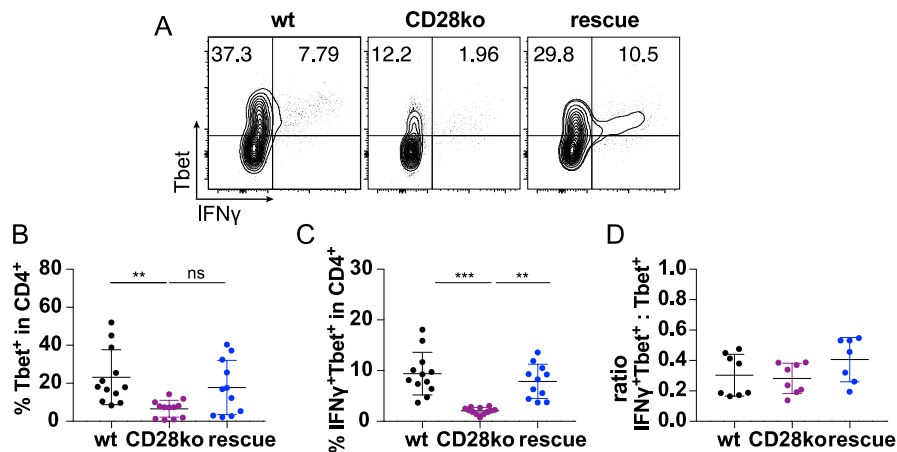 A
wt
CD28ko
rescue
37.3
7.79
12.2
1.96
29.8
10.5
Tbet
IFNγ
B
% Tbet⁺ in CD4⁺
80
60
40
20
0
**
ns
wt
CD28ko
rescue
C
% IFNγ⁺Tbet⁺ in CD4⁺
30
20
10
0
***
**
wt
CD28ko
rescue
D
ratio
IFNγ⁺Tbet⁺ : Tbet⁺
1.0
0.8
0.6
0.4
0.2
0.0
wt
CD28ko
rescue